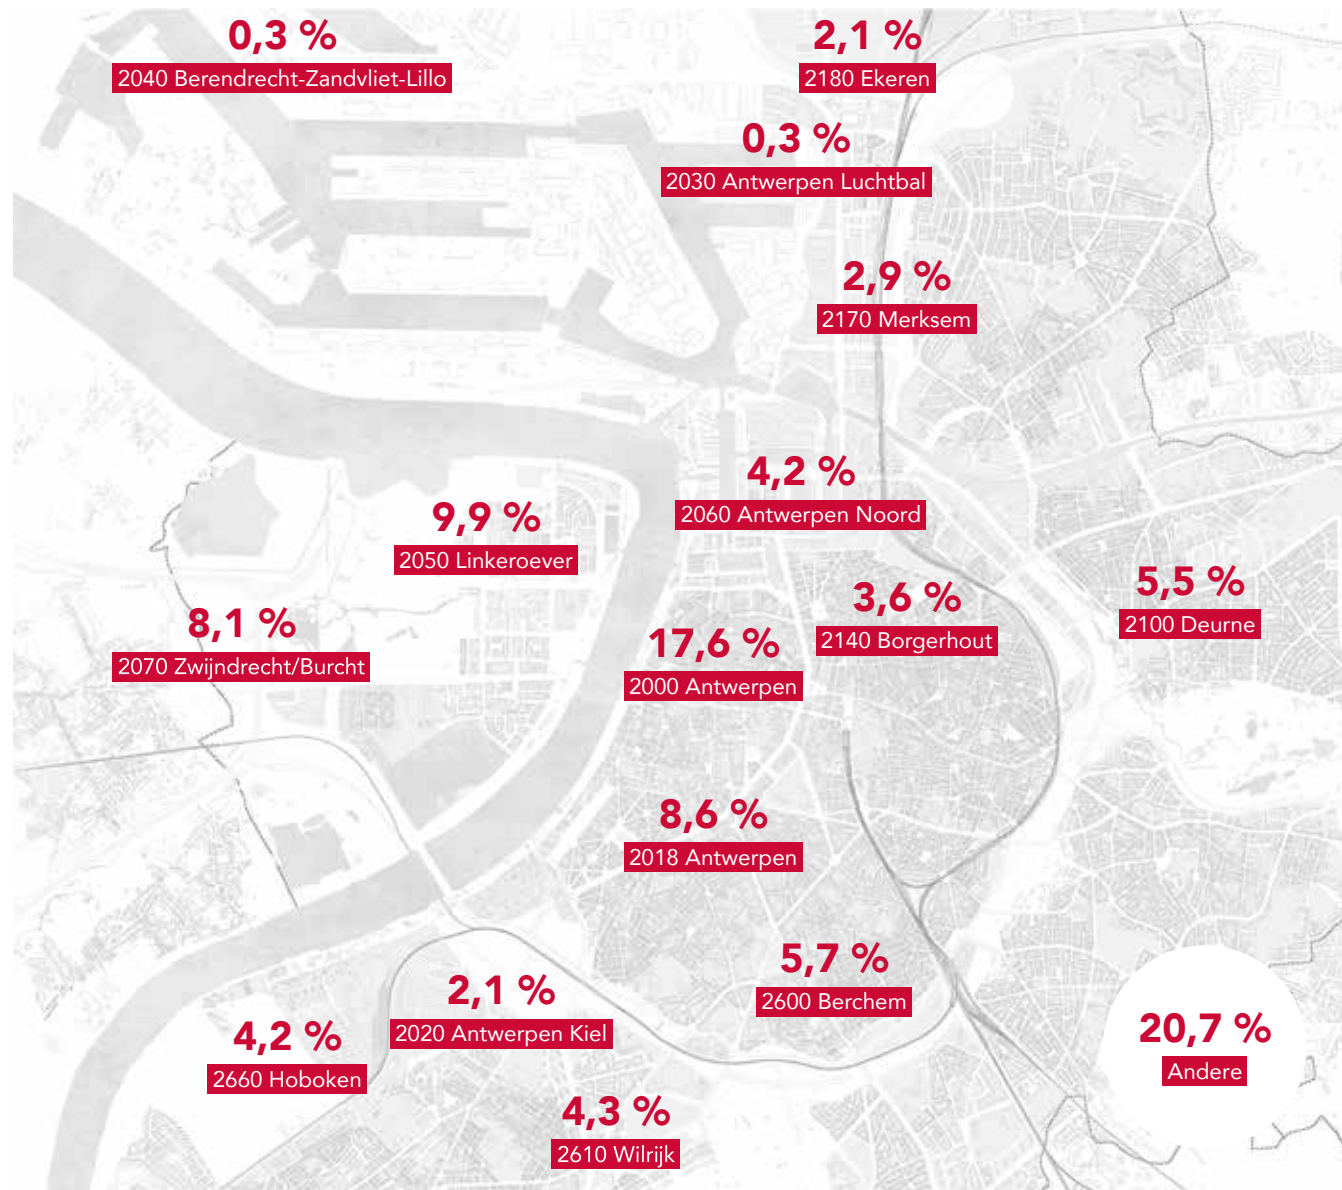 0,3 %
2040 Berendrecht-Zandvliet-Lillo
2,1 %
2180 Ekeren
0,3 %
2030 Antwerpen Luchtbal
2,9 %
2170 Merksem
4,2 %
2060 Antwerpen Noord
9,9 %
2050 Linkeroever
5,5 %
2100 Deurne
3,6 %
2140 Borgerhout
8,1 %
2070 Zwijndrecht/Burcht
17,6 %
2000 Antwerpen
8,6 %
2018 Antwerpen
5,7 %
2600 Berchem
2,1 %
2020 Antwerpen Kiel
4,2 %
2660 Hoboken
20,7 %
Andere
4,3 %
2610 Wilrijk